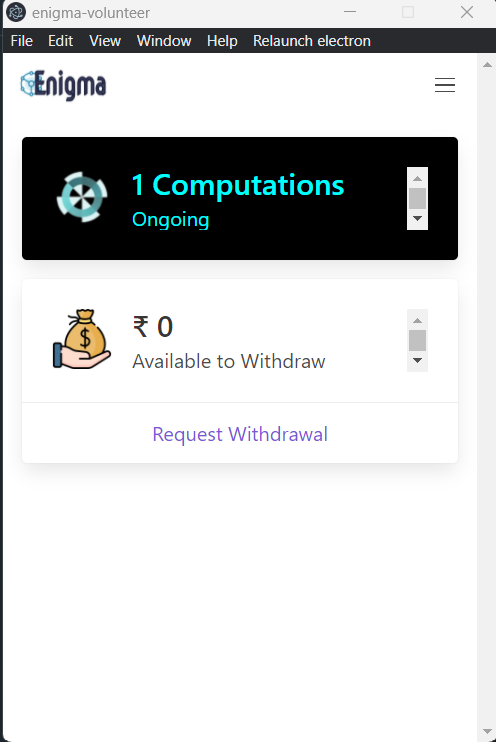 enigma-volunteer
File Edit View Window Help Relaunch electron
Enigma
1 Computations
Ongoing
$
₹ 0
Available to Withdraw
Request Withdrawal